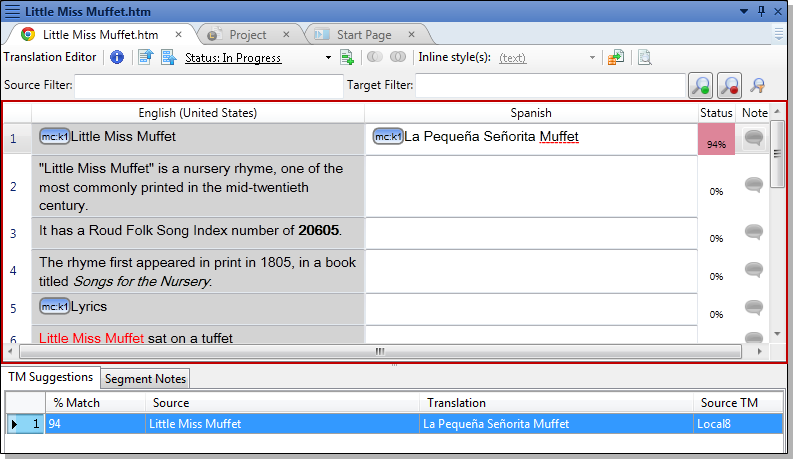 Little Miss Muffet.htm
Little Miss Muffet.htm Project Start Page
Translation Editor Status: In Progress Inline style(s): (text)
Source Filter: Target Filter:
English (United States) Spanish Status Note
1 mc:k1 Little Miss Muffet mc:k1 La Pequeña Señorita Muffet 94%
2 "Little Miss Muffet" is a nursery rhyme, one of the
most commonly printed in the mid-twentieth
century.
0%
3 It has a Roud Folk Song Index number of 20605. 0%
4 The rhyme first appeared in print in 1805, in a book
titled Songs for the Nursery.
0%
5 mc:k1 Lyrics 0%
6 Little Miss Muffet sat on a tuffet
TM Suggestions Segment Notes
% Match Source Translation Source TM
1 94 Little Miss Muffet La Pequeña Señorita Muffet Local8